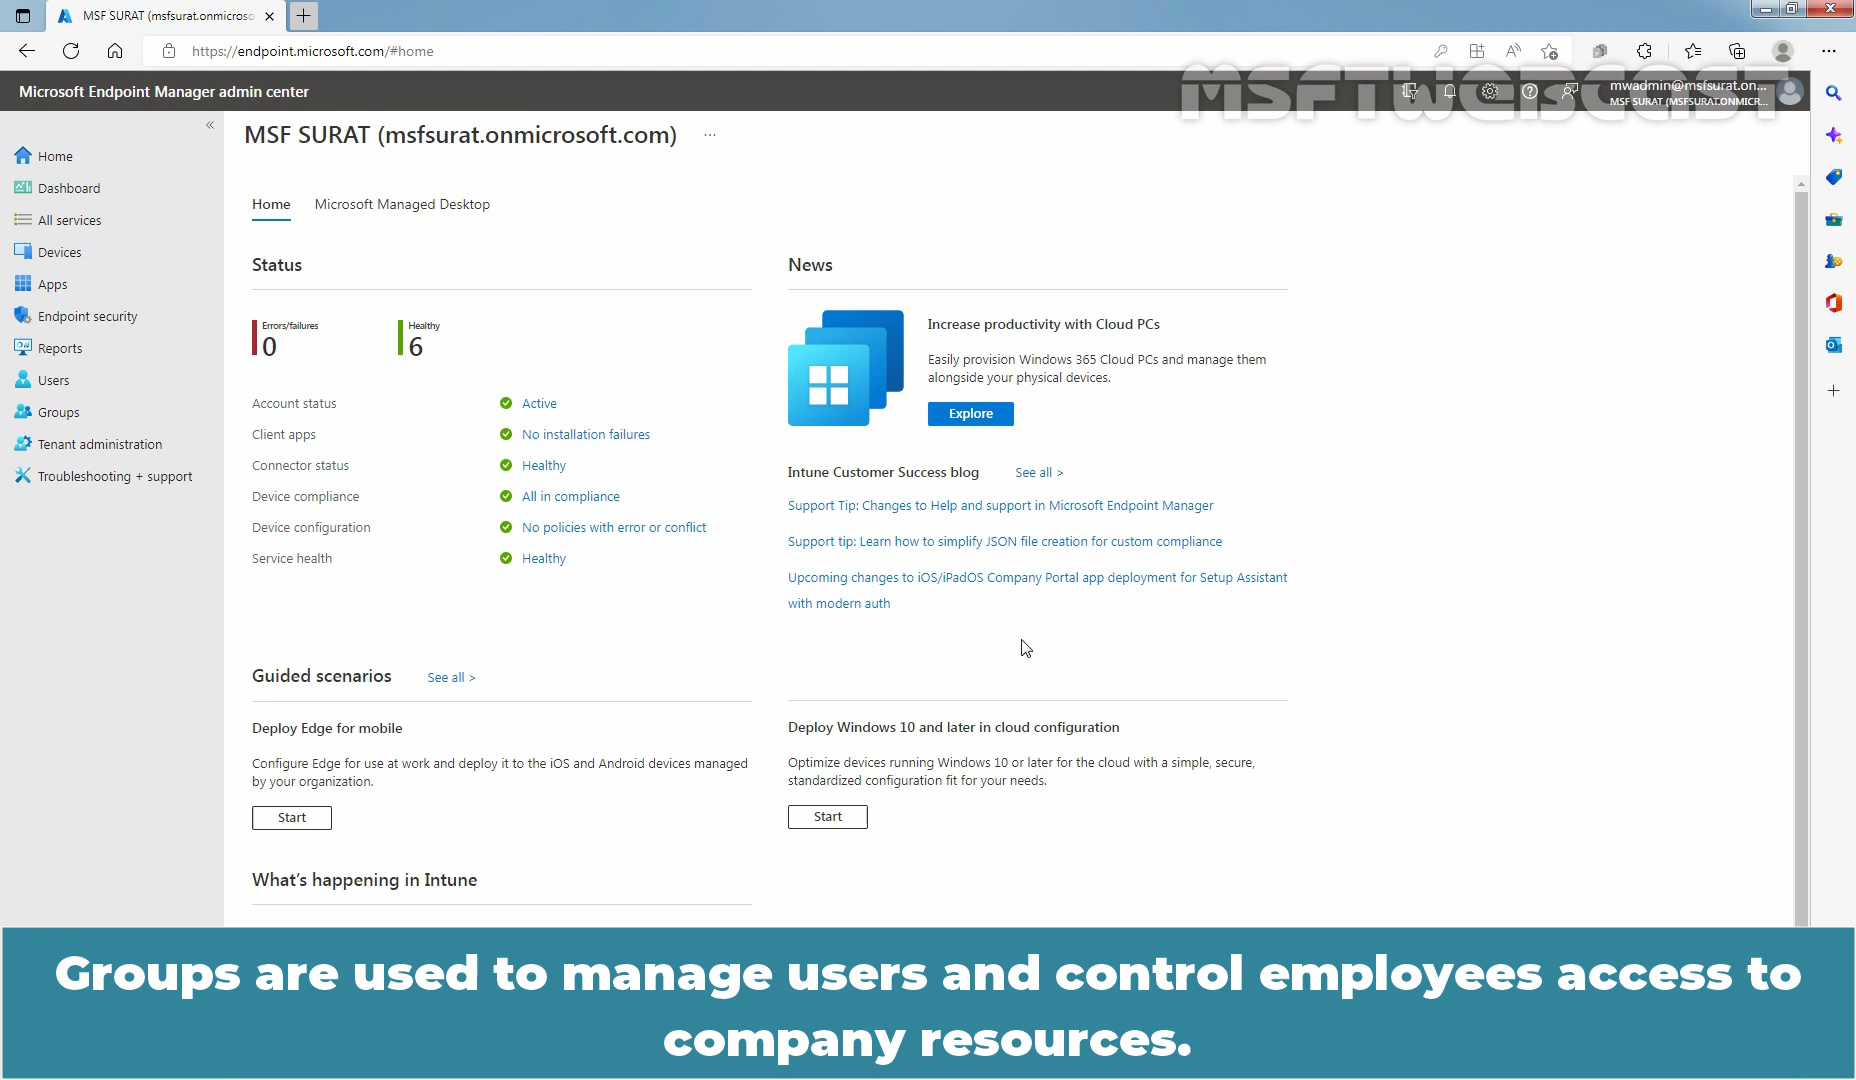 MSF SURAT (msfsurat.onmicroso
https://endpoint.microsoft.com/#home
MSFTWEBCAST
Microsoft Endpoint Manager admin center
mwadmin@msfsurat.on...
MSF SURAT (MSFSURAT.ONMICR...
MSF SURAT (msfsurat.onmicrosoft.com) ...
Home
Dashboard
All services
Devices
Apps
Endpoint security
Reports
Users
Groups
Tenant administration
Troubleshooting + support
Home Microsoft Managed Desktop
Status
Errors/failures
0
Healthy
6
Account status Active
Client apps No installation failures
Connector status Healthy
Device compliance All in compliance
Device configuration No policies with error or conflict
Service health Healthy
News
Increase productivity with Cloud PCs
Easily provision Windows 365 Cloud PCs and manage them
alongside your physical devices.
Explore
Intune Customer Success blog See all >
Support Tip: Changes to Help and support in Microsoft Endpoint Manager
Support tip: Learn how to simplify JSON file creation for custom compliance
Upcoming changes to iOS/iPadOS Company Portal app deployment for Setup Assistant
with modern auth
Guided scenarios See all >
Deploy Edge for mobile
Configure Edge for use at work and deploy it to the iOS and Android devices managed
by your organization.
Start
Deploy Windows 10 and later in cloud configuration
Optimize devices running Windows 10 or later for the cloud with a simple, secure,
standardized configuration fit for your needs.
Start
What's happening in Intune
Groups are used to manage users and control employees access to
company resources.